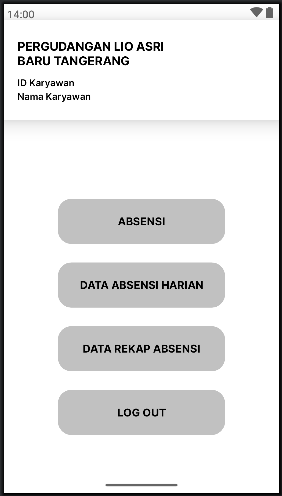 14:00
PERGUDANGAN LIO ASRI
BARU TANGERANG
ID Karyawan
Nama Karyawan
ABSENSI
DATA ABSENSI HARIAN
DATA REKAP ABSENSI
LOG OUT